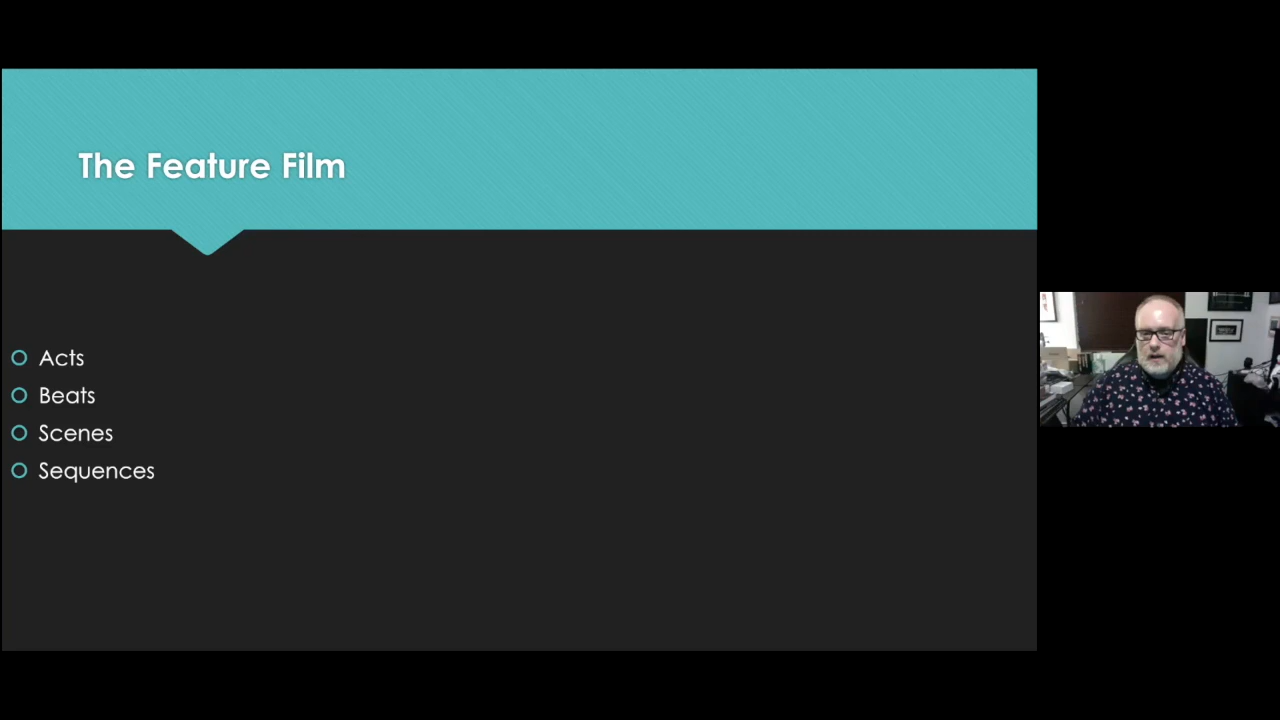 The Feature Film
Acts
Beats
Scenes
Sequences